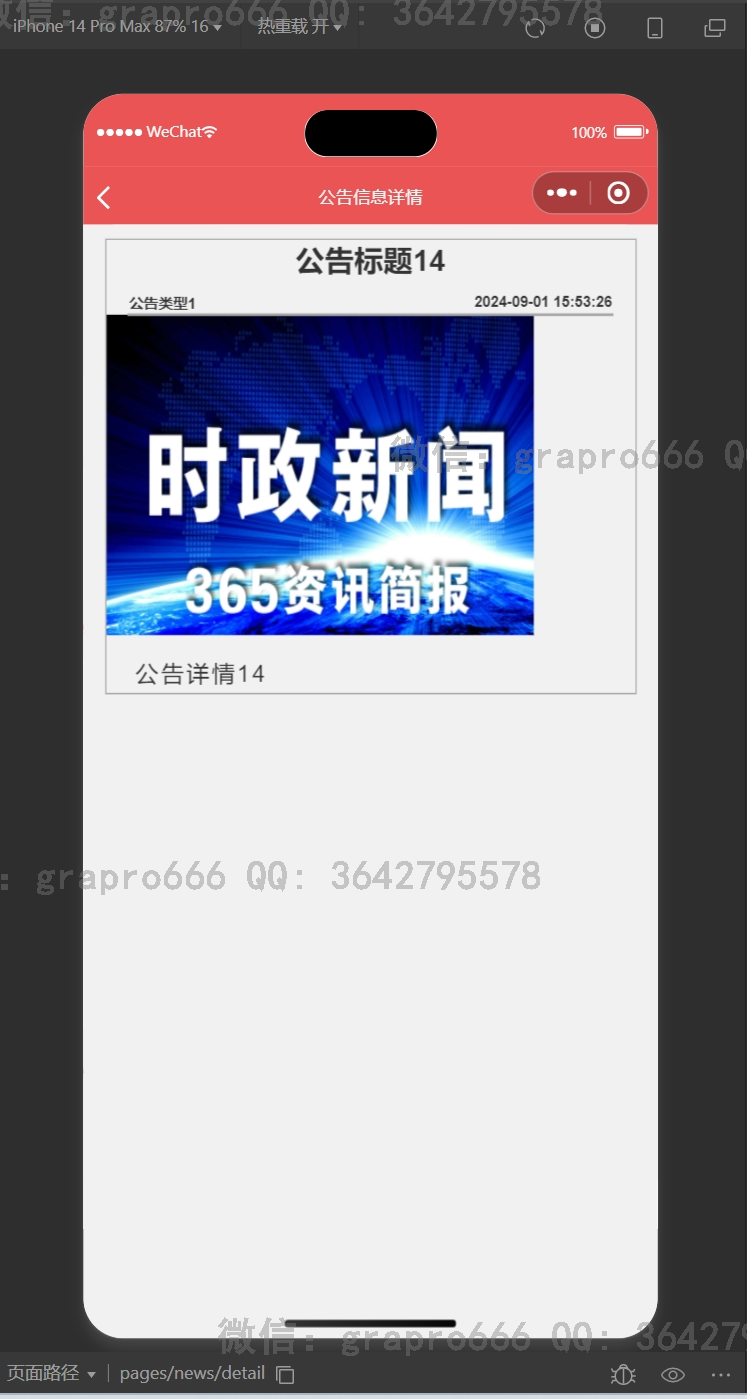 微信: grapro666 QQ: 3642795578
iPhone 14 Pro Max 87% 16 热重载 开
WeChat 100%
公告信息详情
公告标题14
公告类型1 2024-09-01 15:53:26
时政新闻
微信: grapro666 QQ
365资讯简报
公告详情14
: grapro666 QQ: 3642795578
微信: grapro666 QQ: 3642795
页面路径 pages/news/detail